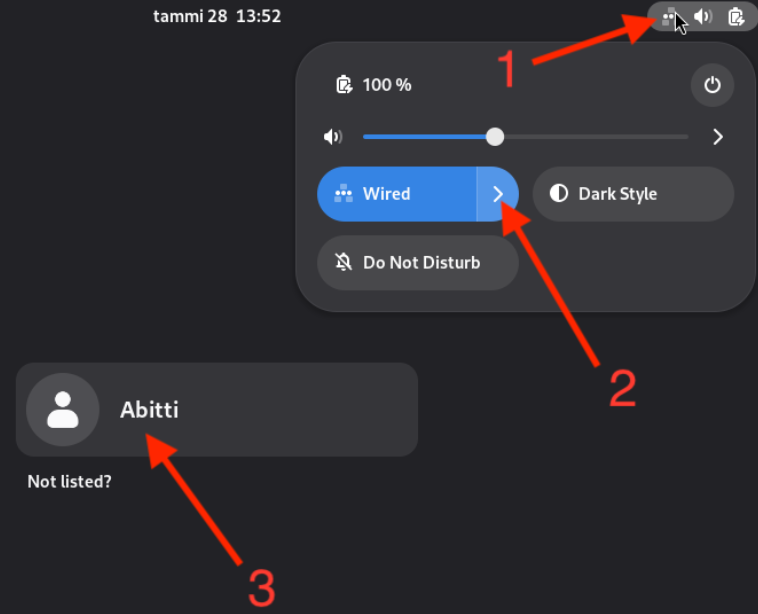 tammi 28 13:52
1
100 %
Wired
Dark Style
Do Not Disturb
2
Abitti
Not listed?
3